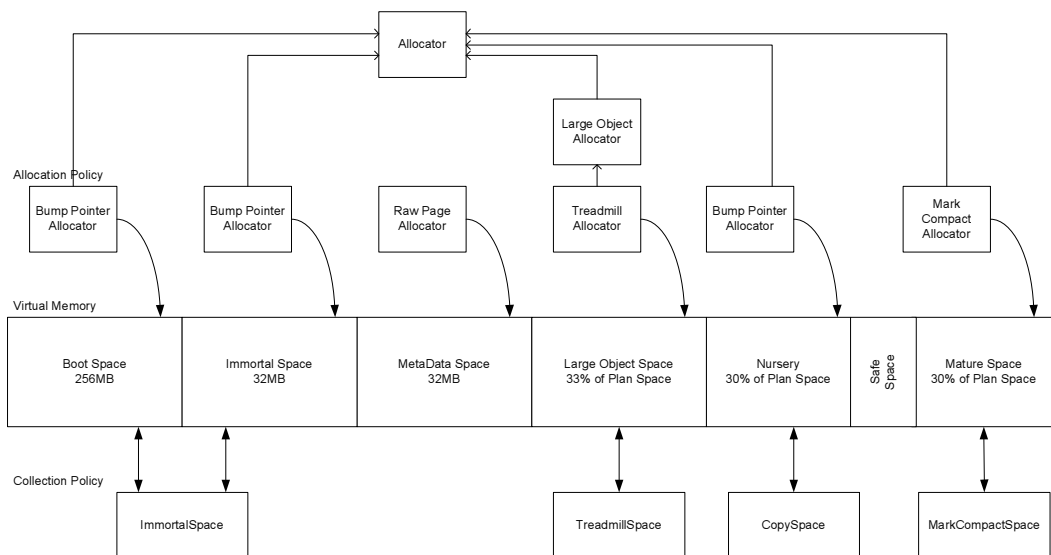 Allocator
Large Object
Allocator
Allocation Policy
Bump Pointer
Allocator
Bump Pointer
Allocator
Raw Page
Allocator
Treadmill
Allocator
Bump Pointer
Allocator
Mark
Compact
Allocator
Virtual Memory
Boot Space
256MB
Immortal Space
32MB
MetaData Space
32MB
Large Object Space
33% of Plan Space
Nursery
30% of Plan Space
Safe
Space
Mature Space
30% of Plan Space
Collection Policy
ImmortalSpace
TreadmillSpace
CopySpace
MarkCompactSpace